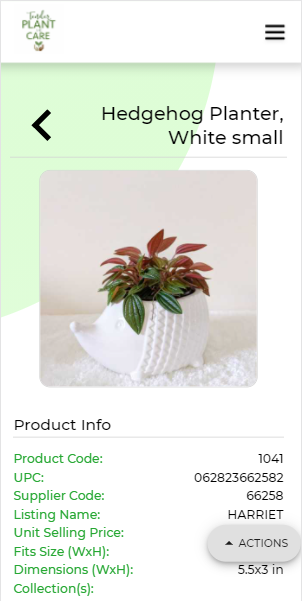 Tender
PLANT
CARE
Hedgehog Planter,
White small
Product Info
Product Code: 1041
UPC: 062823662582
Supplier Code: 66258
Listing Name: HARRIET
Unit Selling Price:
Fits Size (WxH):
ACTIONS
Dimensions (WxH): 5.5x3 in
Collection(s):